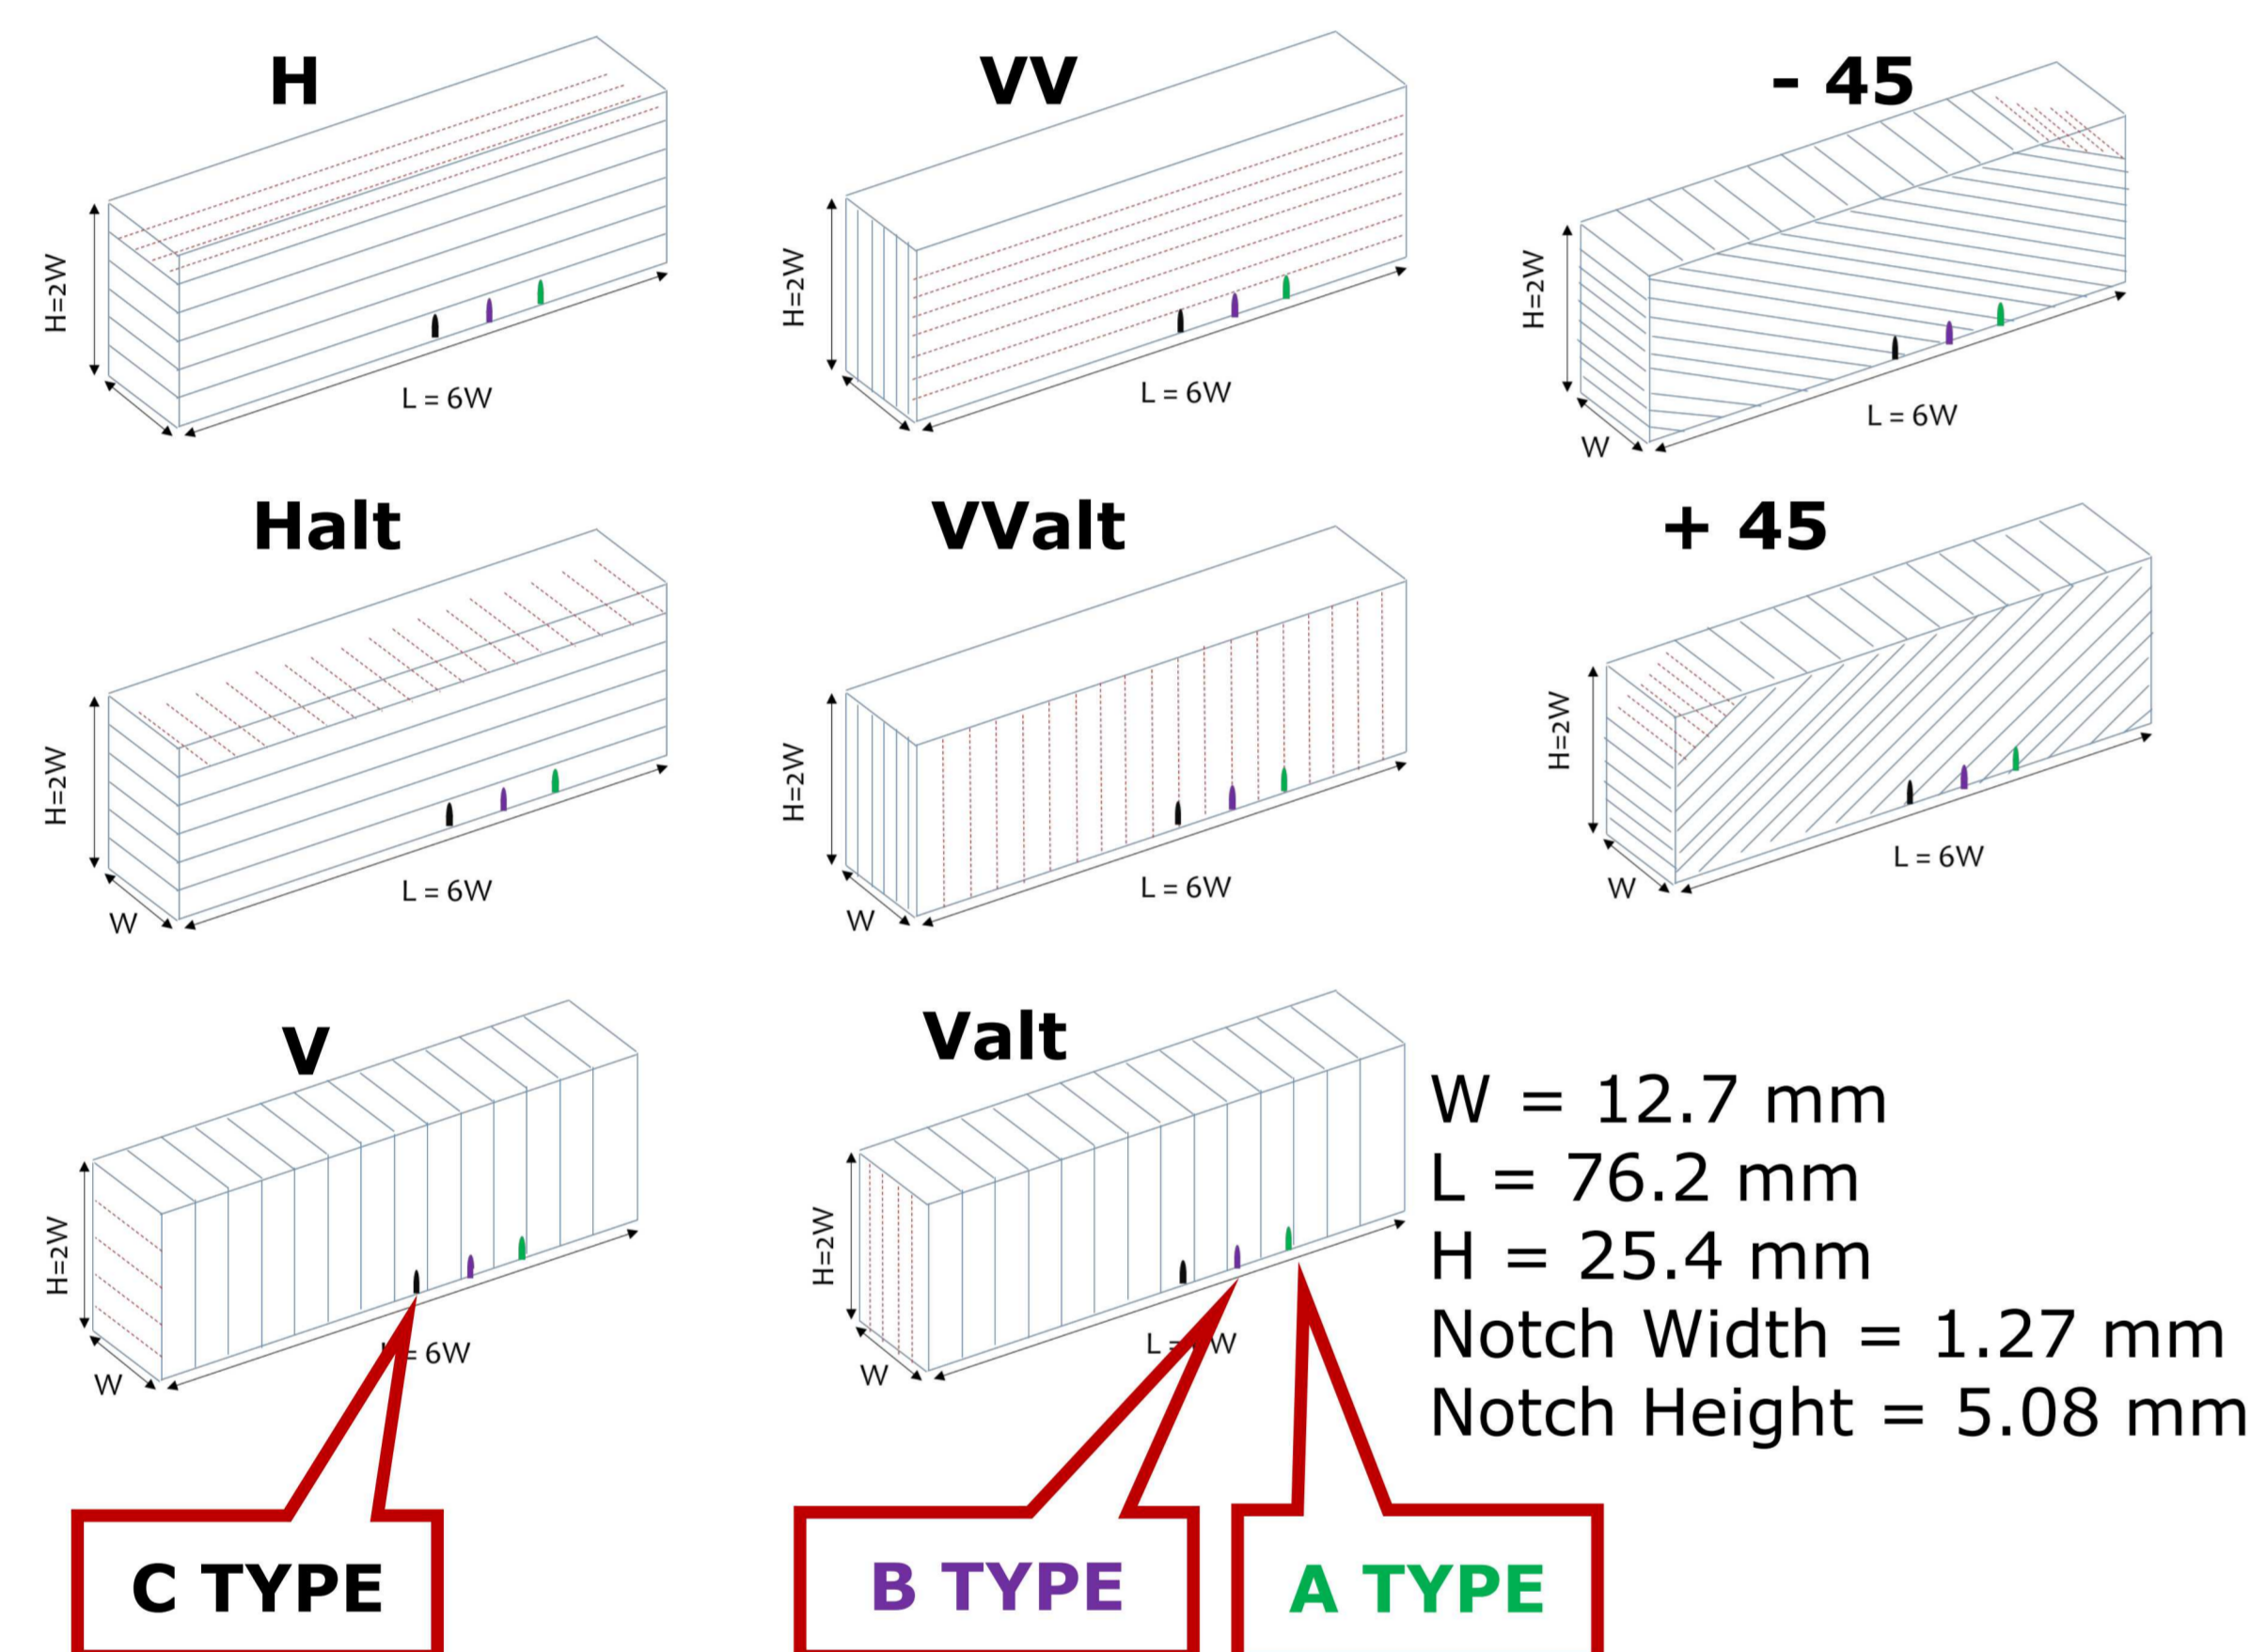 H
VV
- 45
H=2W
L = 6W
H=2W
L = 6W
H=2W
W
L = 6W
Halt
VValt
+ 45
H=2W
W
L = 6W
H=2W
W
L = 6W
H=2W
W
L = 6W
V
Valt
H=2W
W
= 6W
H=2W
W
L = W
W = 12.7 mm
L = 76.2 mm
H = 25.4 mm
Notch Width = 1.27 mm
Notch Height = 5.08 mm
C TYPE
B TYPE
A TYPE